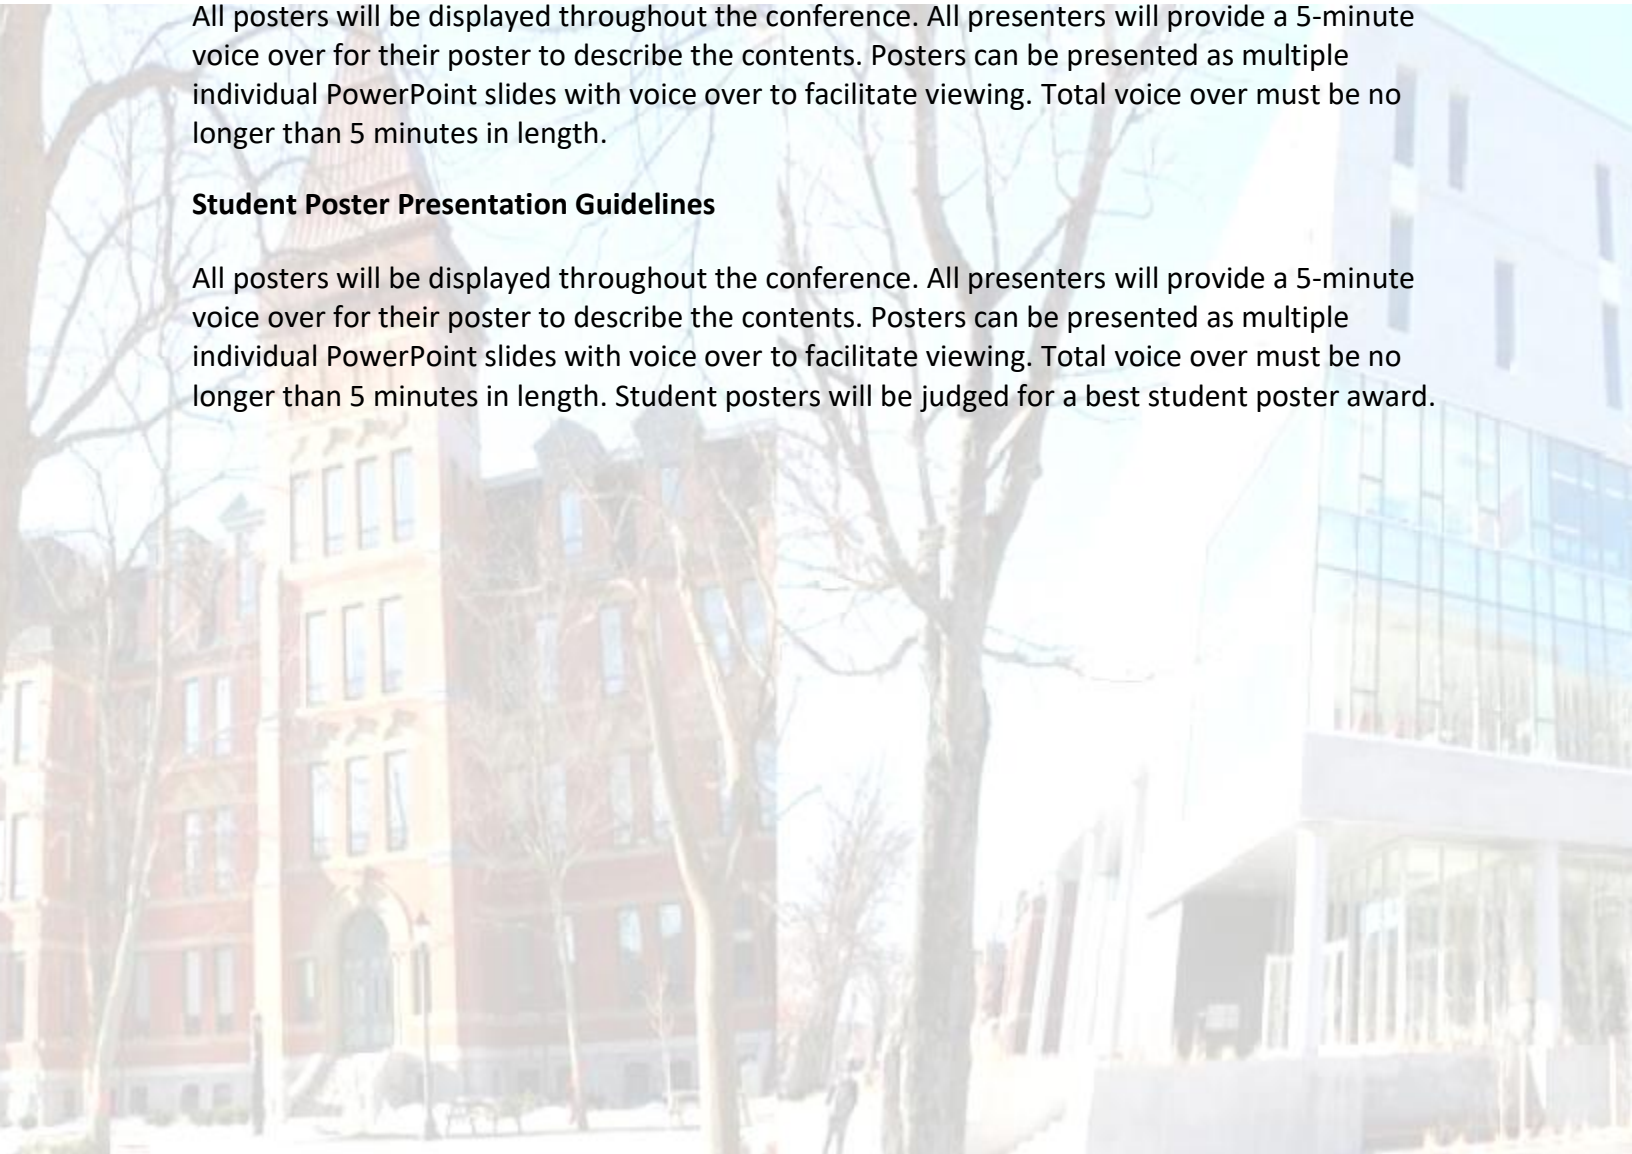 All posters will be displayed throughout the conference. All presenters will provide a 5-minute
voice over for their poster to describe the contents. Posters can be presented as multiple
individual PowerPoint slides with voice over to facilitate viewing. Total voice over must be no
longer than 5 minutes in length.
Student Poster Presentation Guidelines
All posters will be displayed throughout the conference. All presenters will provide a 5-minute
voice over for their poster to describe the contents. Posters can be presented as multiple
individual PowerPoint slides with voice over to facilitate viewing. Total voice over must be no
longer than 5 minutes in length. Student posters will be judged for a best student poster award.